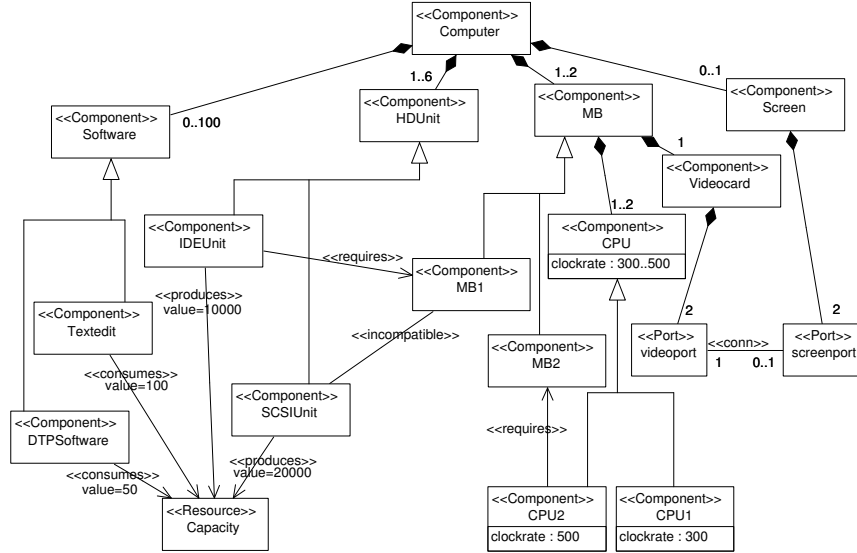 <<Component>>
Computer
1..6
1..2
0..1
0..100
<<Component>>
Software
<<Component>>
HDUnit
<<Component>>
MB
<<Component>>
Screen
1
<<Component>>
Videocard
1..2
<<Component>>
IDEUnit
<<requires>>
<<Component>>
MB1
<<Component>>
CPU
clockrate : 300..500
<<produces>>
value=10000
<<Component>>
Textedit
<<incompatible>>
2
2
<<Port>>
videoport
<<conn>>
1
0..1
<<Port>>
screenport
<<Component>>
MB2
<<consumes>>
value=100
<<Component>>
SCSIUnit
<<Component>>
DTPSoftware
<<requires>>
<<consumes>>
value=50
<<produces>>
value=20000
<<Resource>>
Capacity
<<Component>>
CPU2
clockrate : 500
<<Component>>
CPU1
clockrate : 300